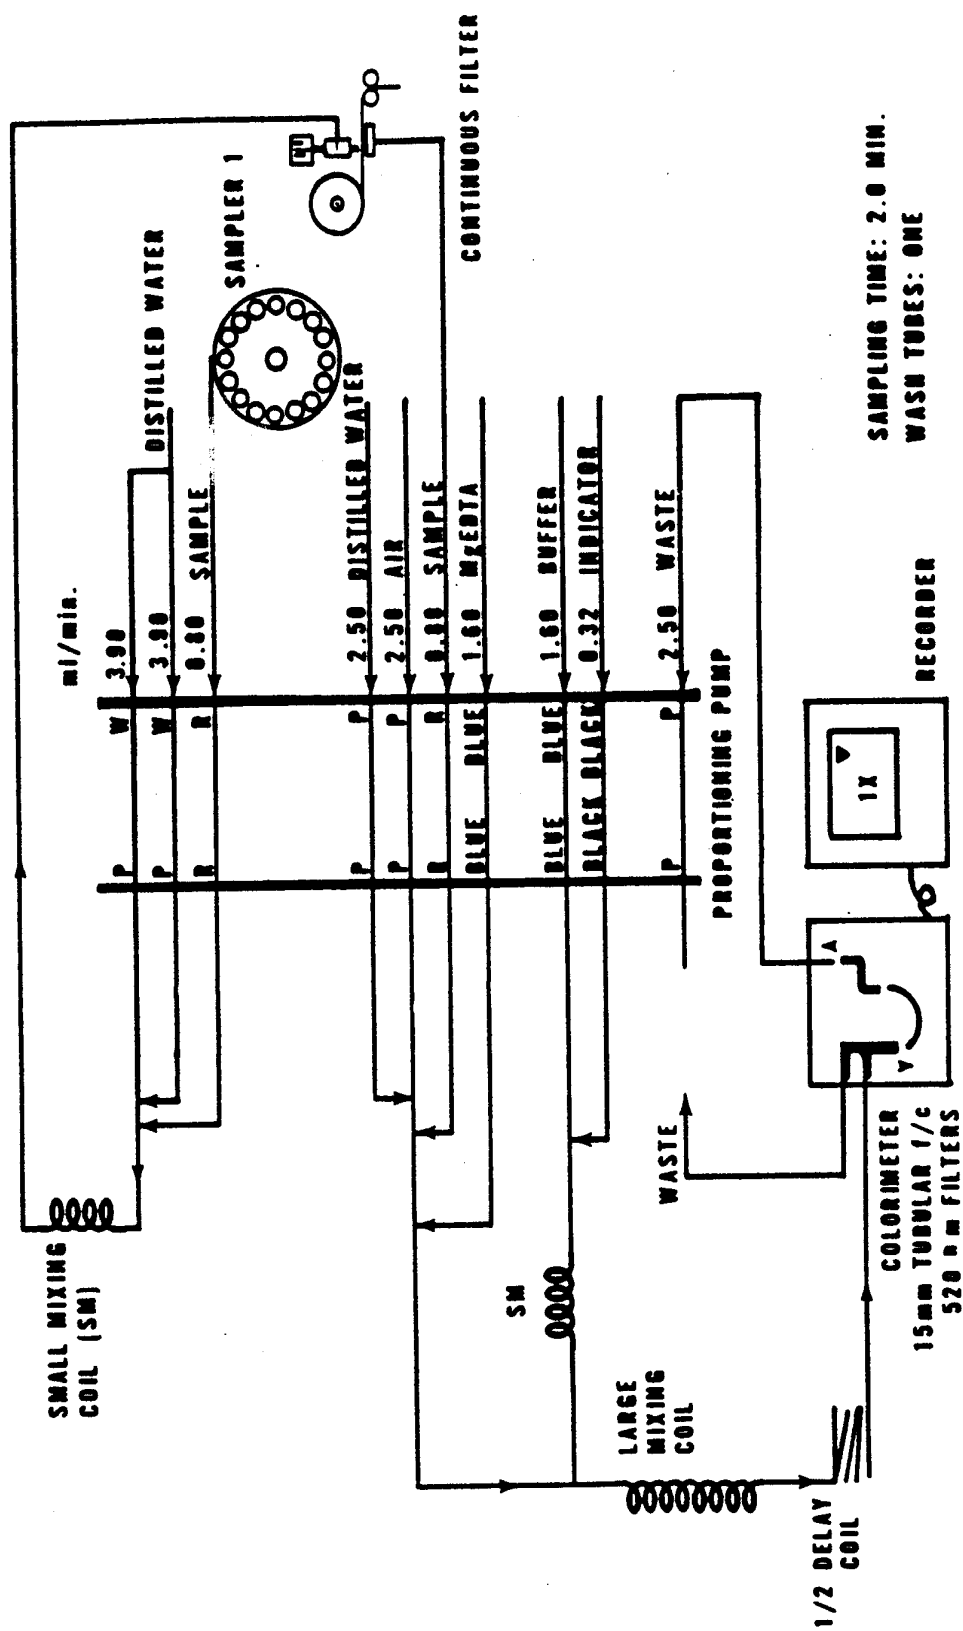 SMALL MIXING
COIL (SM)
ml/min.
P W 3.90
P W 3.90
DISTILLED WATER
R R 0.80 SAMPLE
SAMPLER 1
P P 2.50 DISTILLED WATER
P P 2.50 AIR
R R 0.80 SAMPLE
CONTINUOUS FILTER
BLUE BLUE 1.60 MgEDTA
SM
BLUE BLUE 1.60 BUFFER
BLACK BLACK 0.32 INDICATOR
LARGE
MIXING
COIL
WASTE
P P 2.50 WASTE
PROPORTIONING PUMP
1/2 DELAY
COIL
A
1X
COLORIMETER
15mm TUBULAR f/c
520 nm FILTERS
RECORDER
SAMPLING TIME: 2.0 MIN.
WASH TUBES: ONE